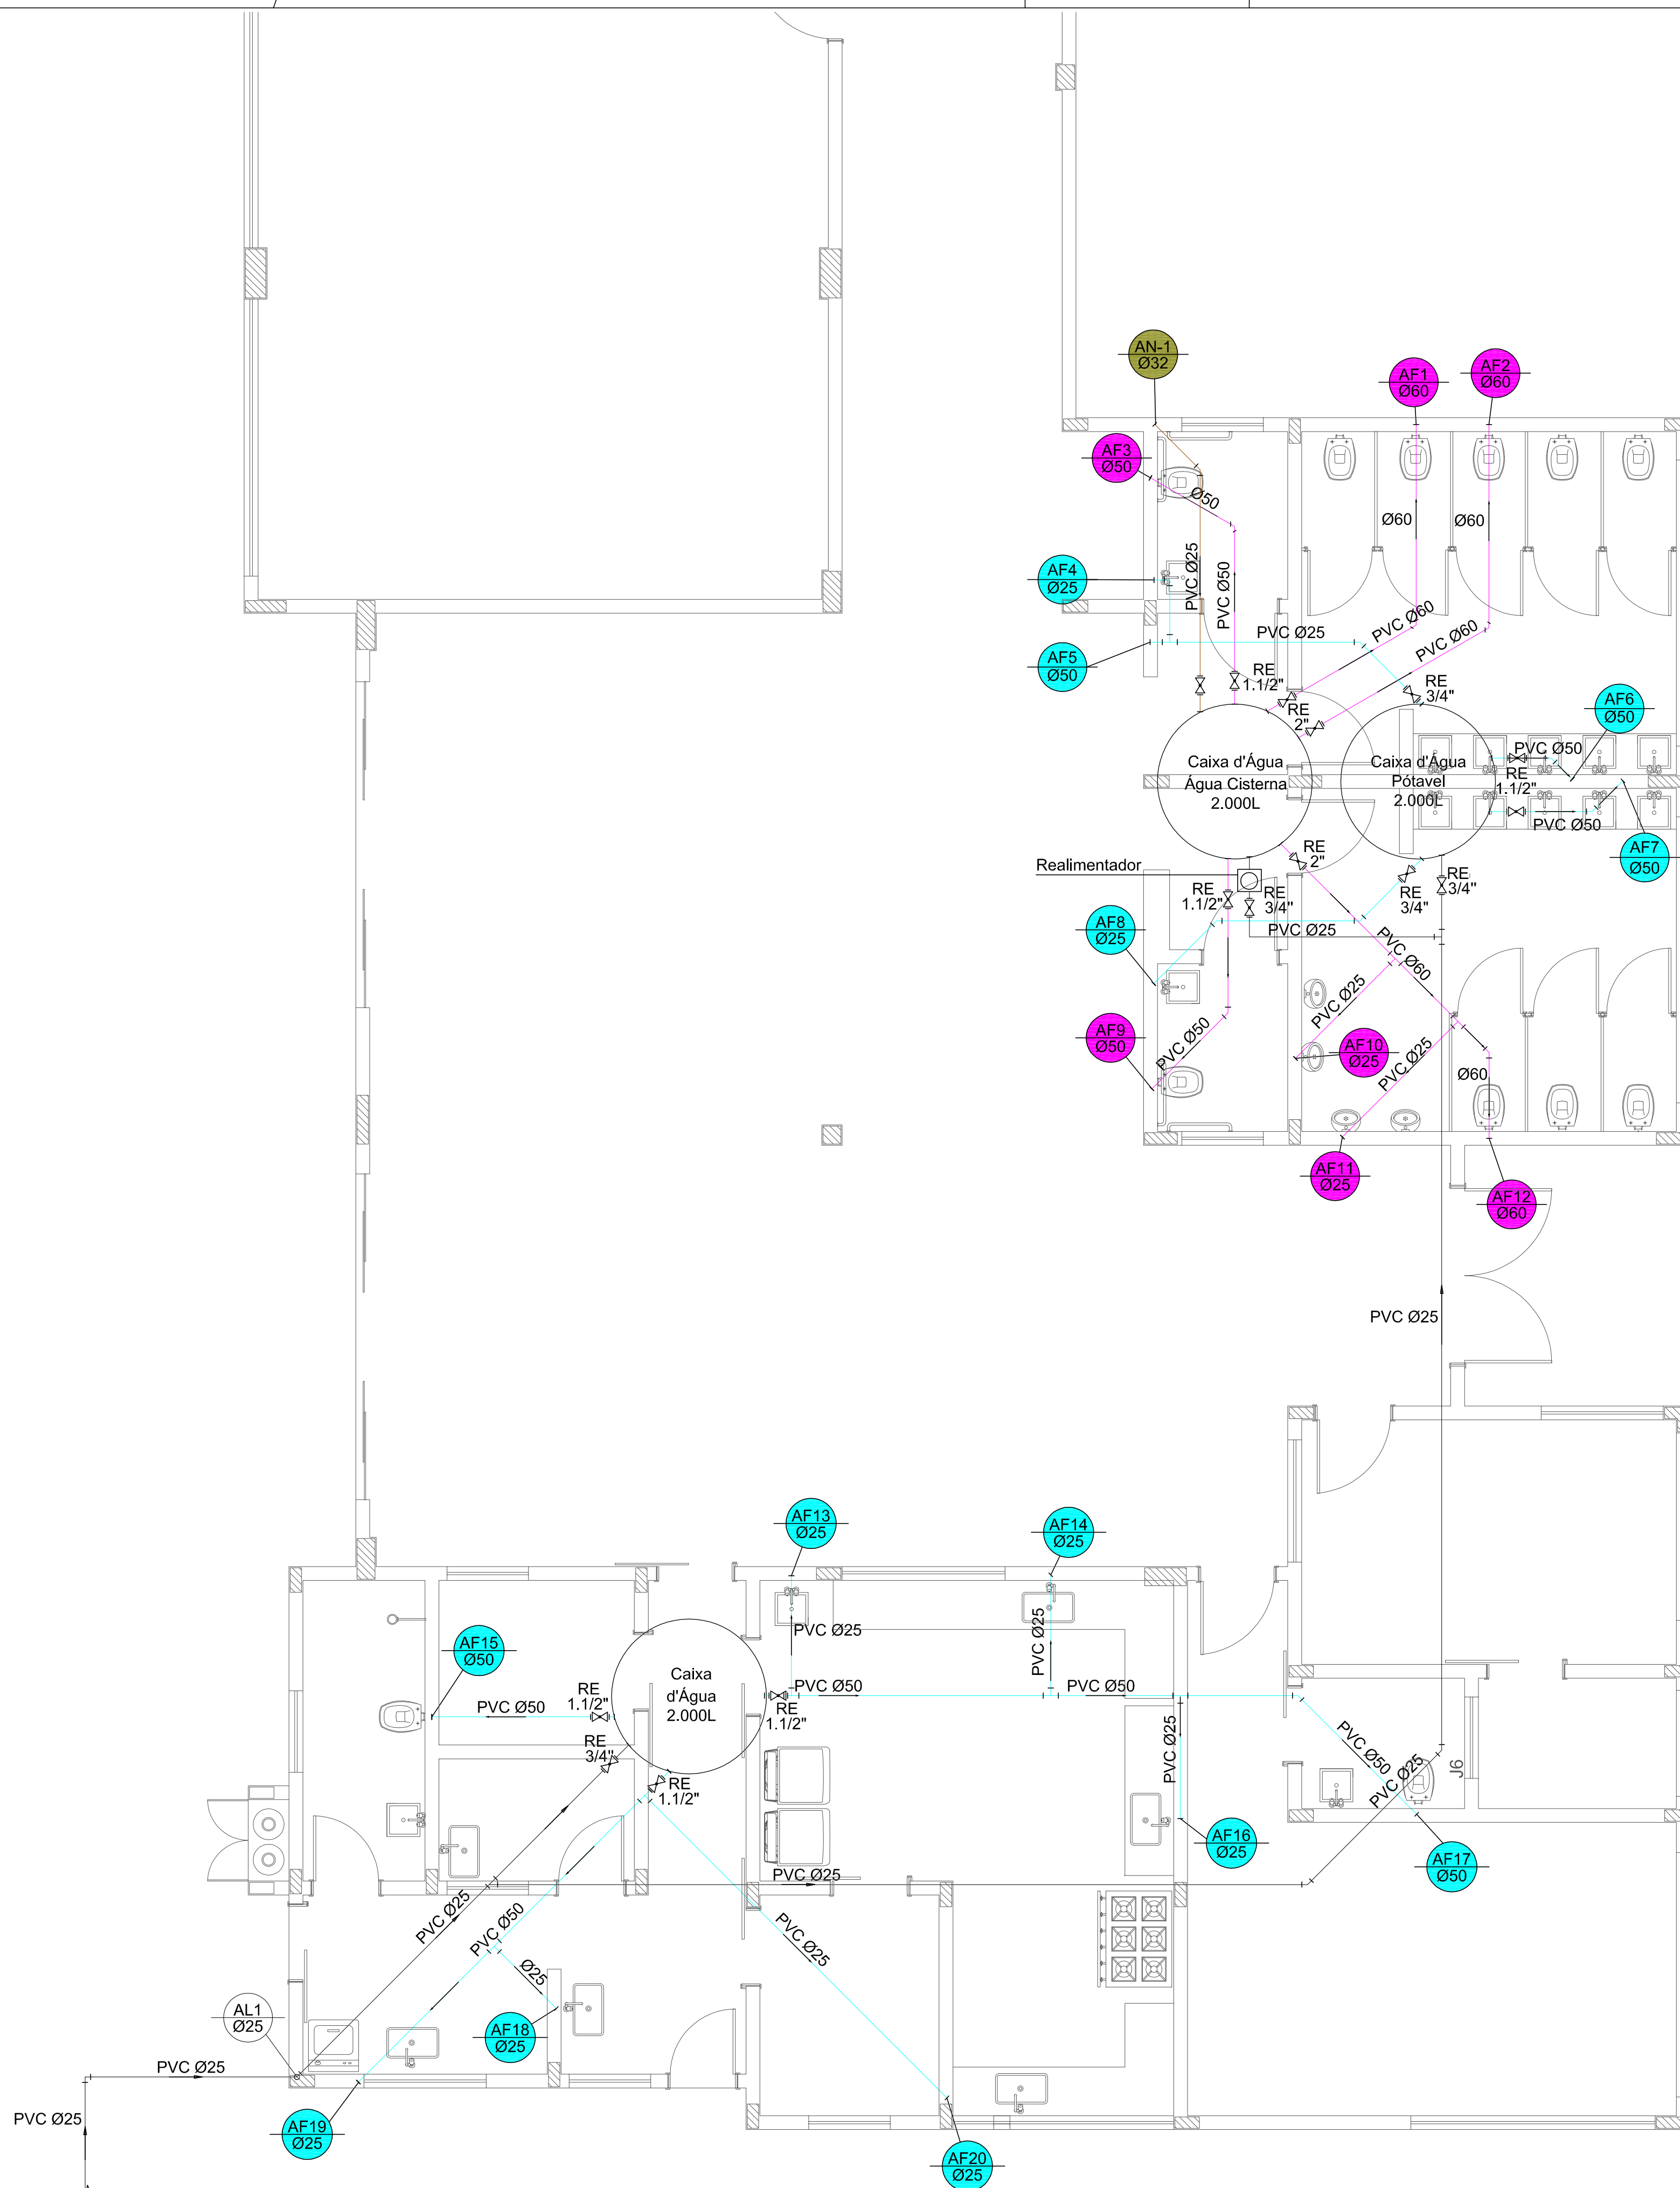 AN-1
Ø32
AF1
Ø60
AF2
Ø60
AF3
Ø50
Ø50
Ø60
Ø60
PVC Ø25
PVC Ø50
AF4
Ø25
PVC Ø60
PVC Ø60
PVC Ø25
AF5
Ø50
RE
1.1/2"
RE
2"
RE
3/4"
AF6
Ø50
PVC Ø50
RE
1.1/2"
PVC Ø50
Caixa d'Água
Água Cisterna
2.000L
Caixa d'Água
Pótavel
2.000L
AF7
Ø50
Realimentador
RE
2"
RE
1.1/2"
RE
3/4"
RE
3/4"
RE
3/4"
AF8
Ø25
PVC Ø25
PVC Ø60
PVC Ø25
AF9
Ø50
PVC Ø50
AF10
Ø25
PVC Ø25
Ø60
AF11
Ø25
AF12
Ø60
PVC Ø25
AF13
Ø25
AF14
Ø25
PVC Ø25
PVC Ø25
AF15
Ø50
Caixa
d'Água
2.000L
PVC Ø50
RE
1.1/2"
PVC Ø50
RE
1.1/2"
PVC Ø50
RE
3/4"
RE
1.1/2"
PVC Ø25
PVC Ø50
PVC Ø25
J6
AF16
Ø25
AF17
Ø50
PVC Ø25
PVC Ø25
PVC Ø50
PVC Ø25
Ø25
AL1
Ø25
AF18
Ø25
PVC Ø25
PVC Ø25
AF19
Ø25
AF20
Ø25